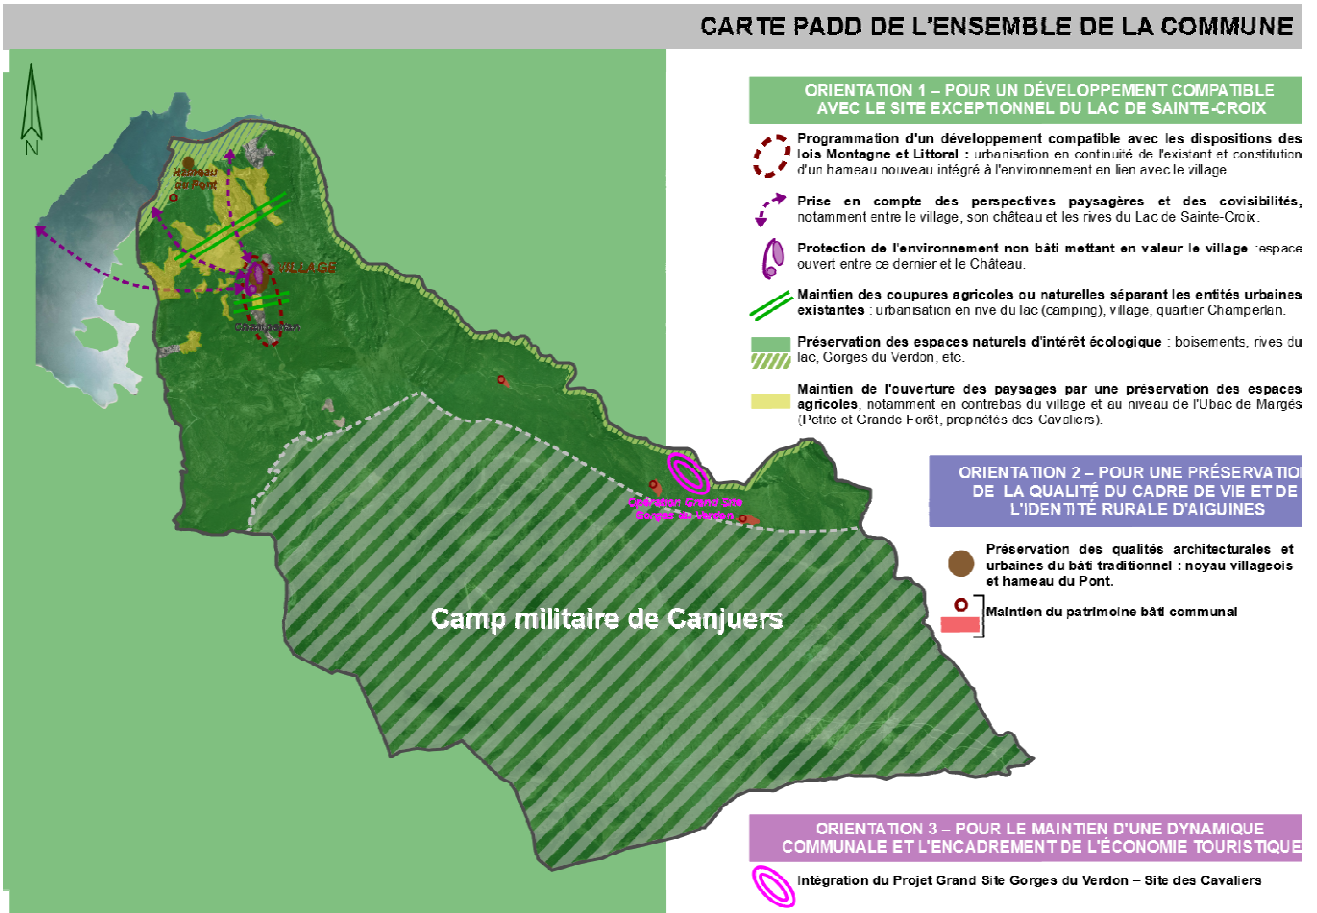 CARTE PADD DE L'ENSEMBLE DE LA COMMUNE
N
Hameau
du Pont
VILLAGE
Champerlan
Opération Grand Site
Gorges du Verdon
Camp militaire de Canjuers
ORIENTATION 1 – POUR UN DÉVELOPPEMENT COMPATIBLE
AVEC LE SITE EXCEPTIONNEL DU LAC DE SAINTE-CROIX
Programmation d'un développement compatible avec les dispositions des
lois Montagne et Littoral : urbanisation en continuité de l'existant et constitution
d'un hameau nouveau intégré à l'environnement en lien avec le village
Prise en compte des perspectives paysagères et des covisibilités,
notamment entre le village, son château et les rives du Lac de Sainte-Croix.
Protection de l'environnement non bâti mettant en valeur le village :espace
ouvert entre ce dernier et le Château.
Maintien des coupures agricoles ou naturelles séparant les entités urbaines
existantes : urbanisation en rive du lac (camping), village, quartier Champerlan.
Préservation des espaces naturels d'intérêt écologique : boisements, rives du
lac, Gorges du Verdon, etc.
Maintien de l'ouverture des paysages par une préservation des espaces
agricoles, notamment en contrebas du village et au niveau de l'Ubac de Margés
(Petite et Grande Forêt, propriétés des Cavaliers).
ORIENTATION 2 – POUR UNE PRÉSERVATIO
DE LA QUALITÉ DU CADRE DE VIE ET DE
L'IDENTITÉ RURALE D'AIGUINES
Préservation des qualités architecturales et
urbaines du bâti traditionnel : noyau villageois
et hameau du Pont.
Maintien du patrimoine bâti communal
ORIENTATION 3 – POUR LE MAINTIEN D'UNE DYNAMIQUE
COMMUNALE ET L'ENCADREMENT DE L'ÉCONOMIE TOURISTIQUE
Intégration du Projet Grand Site Gorges du Verdon – Site des Cavaliers